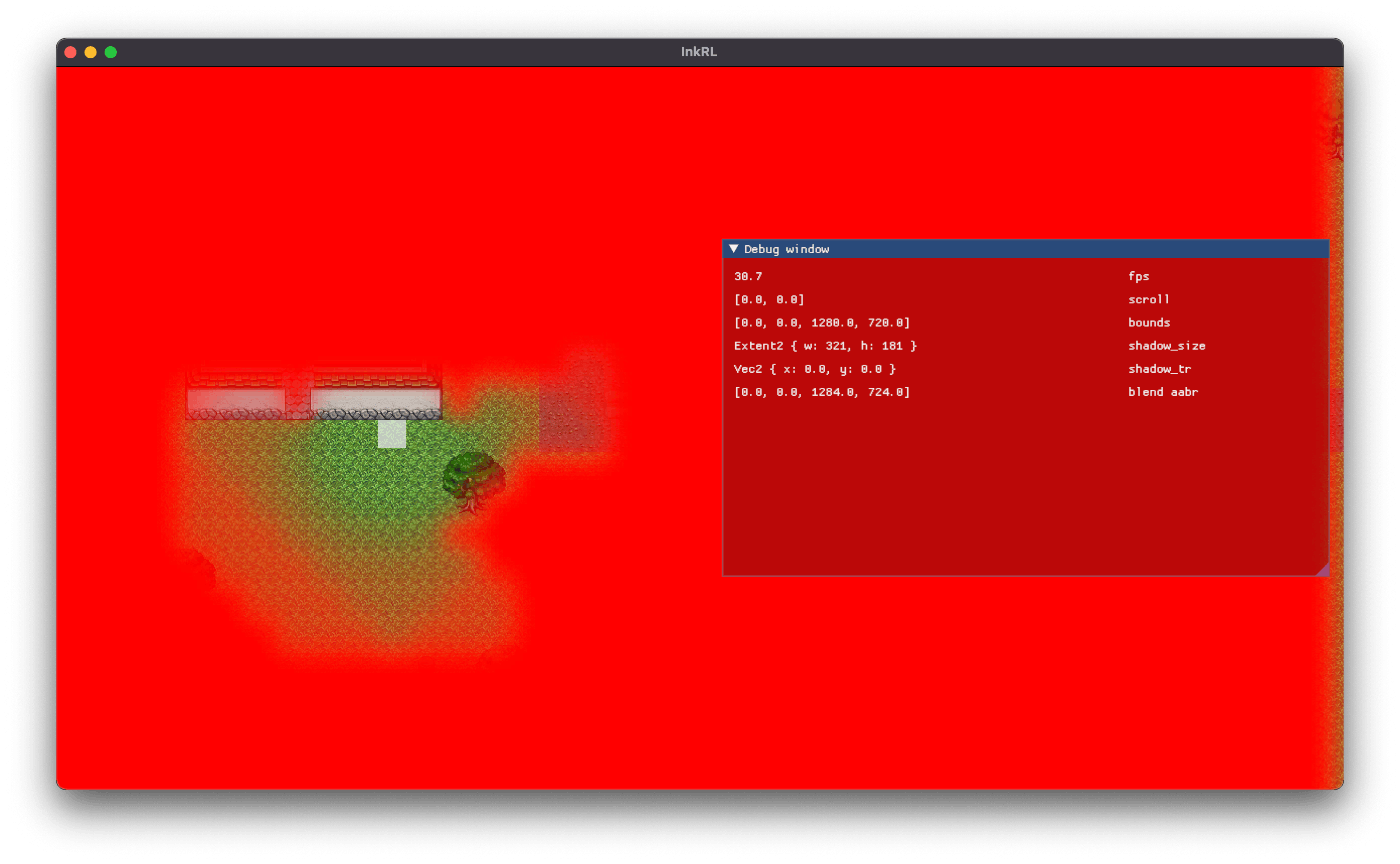 InkRL
Debug window
30.7 fps
[0.0, 0.0] scroll
[0.0, 0.0, 1280.0, 720.0] bounds
Extent2 { w: 321, h: 181 } shadow_size
Vec2 { x: 0.0, y: 0.0 } shadow_tr
[0.0, 0.0, 1284.0, 724.0] blend aabr